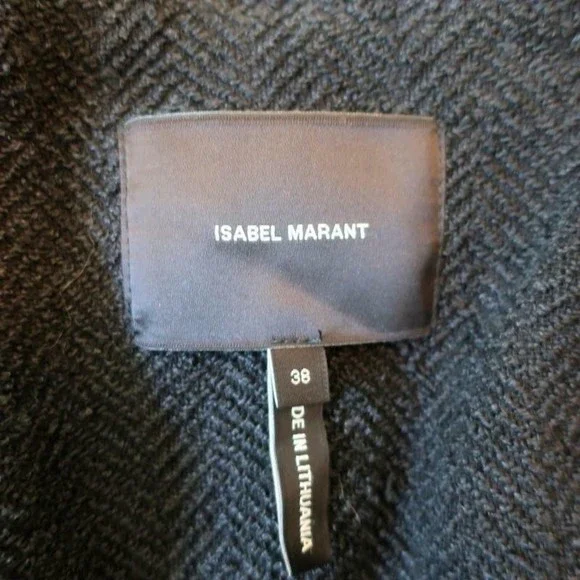 ISABEL MARANT
38
DE IN LITHUANIA